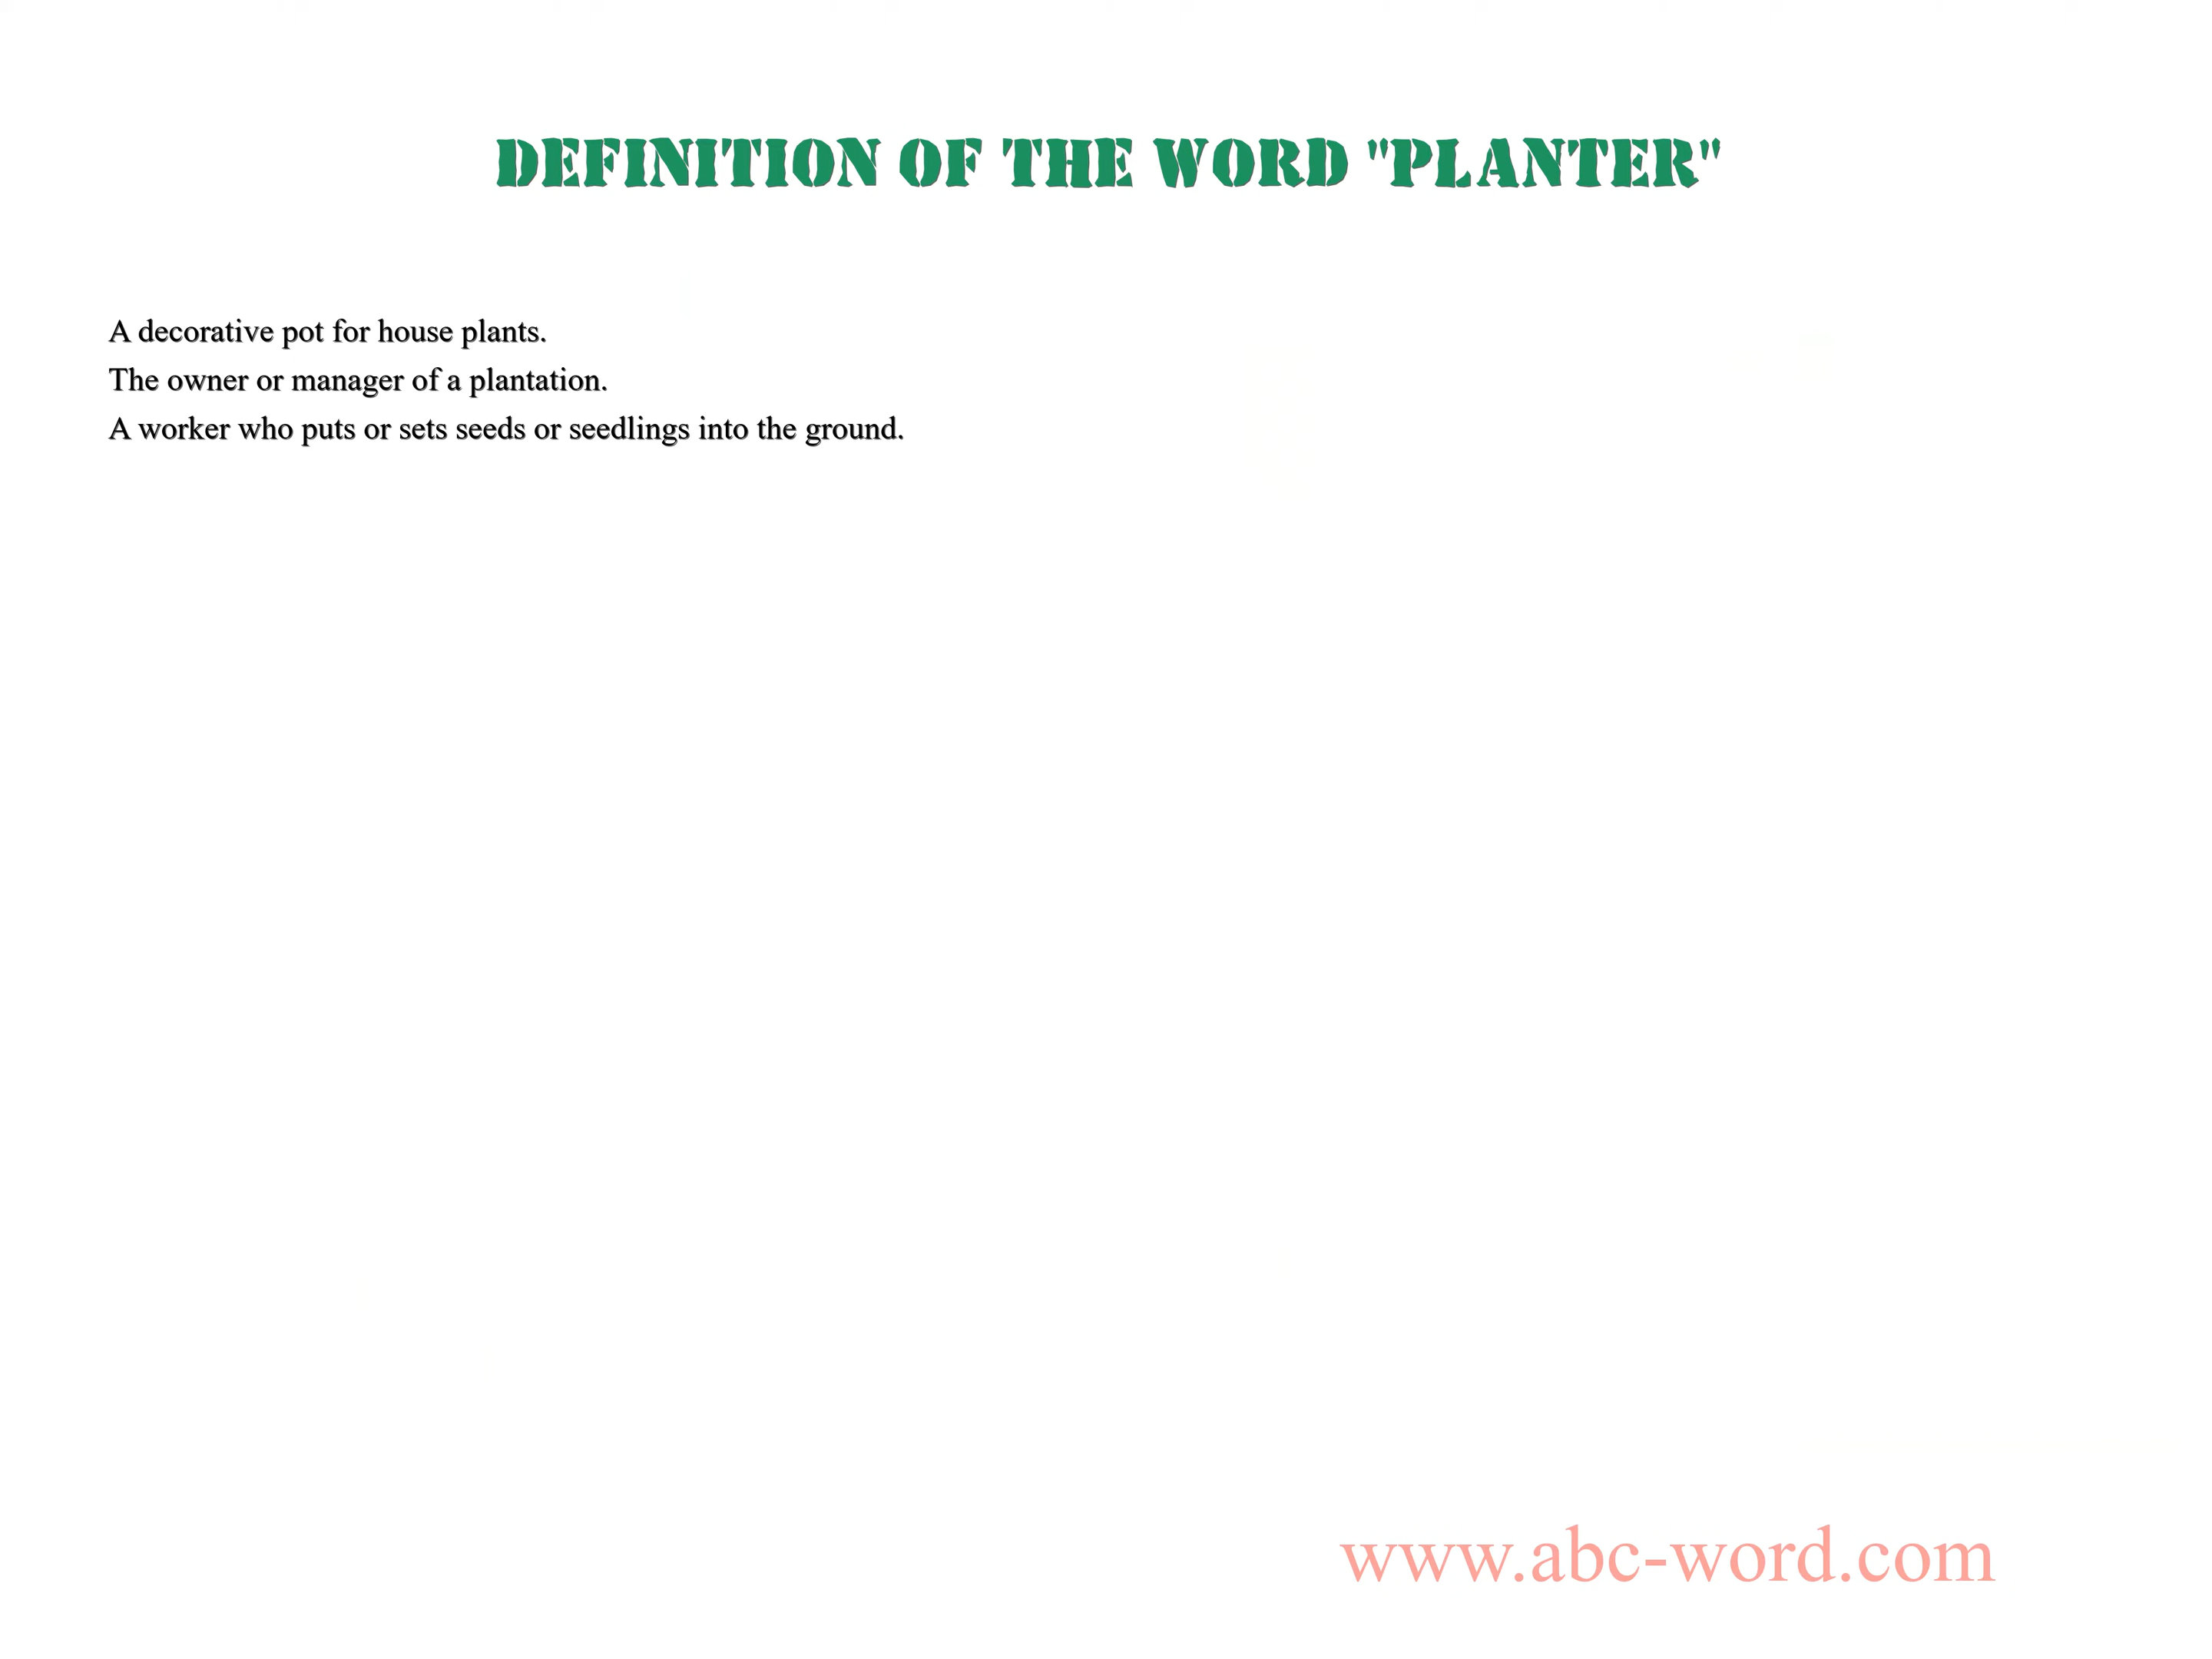 DEFINITION OF THE WORD "PLANTER"
A decorative pot for house plants.
The owner or manager of a plantation.
A worker who puts or sets seeds or seedlings into the ground.
www.abc-word.com